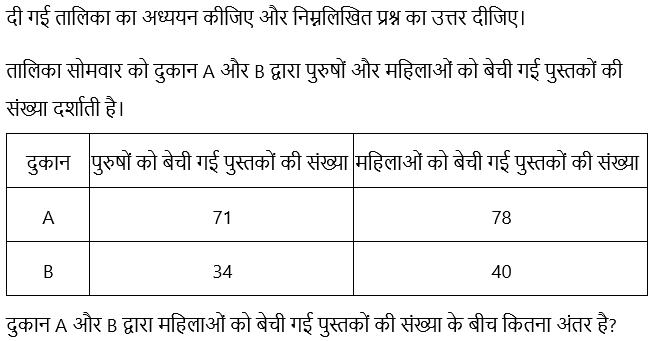 दी गई तालिका का अध्ययन कीजिए और निम्नलिखित प्रश्न का उत्तर दीजिए।
तालिका सोमवार को दुकान A और B द्वारा पुरुषों और महिलाओं को बेची गई पुस्तकों की
संख्या दर्शाती है।
दुकान पुरुषों को बेची गई पुस्तकों की संख्या महिलाओं को बेची गई पुस्तकों की संख्या
A 71 78
B 34 40
दुकान A और B द्वारा महिलाओं को बेची गई पुस्तकों की संख्या के बीच कितना अंतर है?